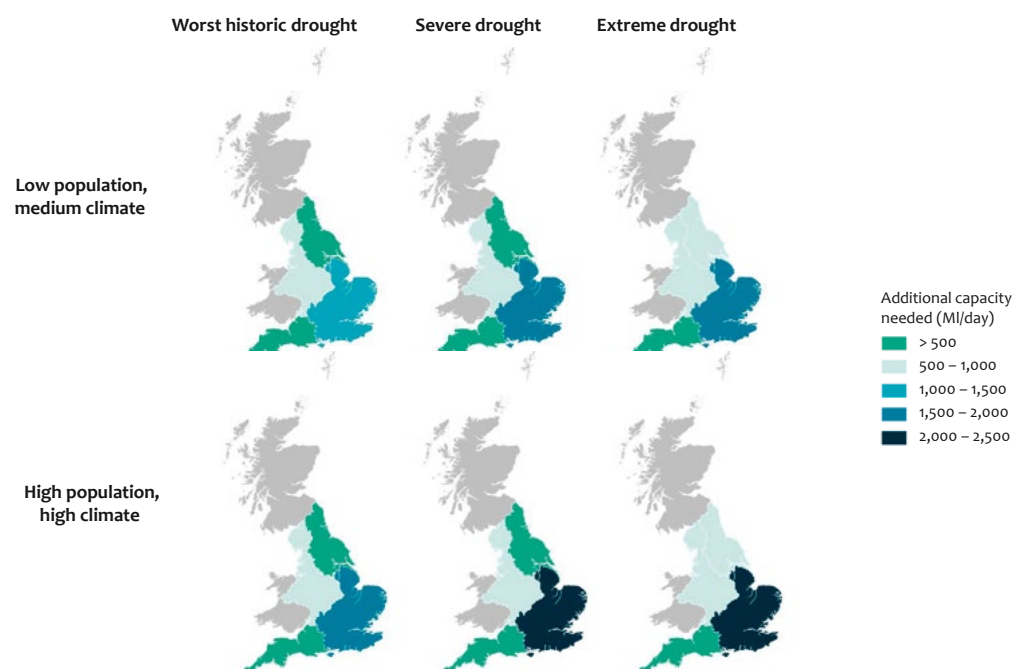 Worst historic drought
Severe drought
Extreme drought
Low population,
medium climate
Additional capacity
needed (Ml/day)
> 500
500 – 1,000
1,000 – 1,500
1,500 – 2,000
2,000 – 2,500
High population,
high climate